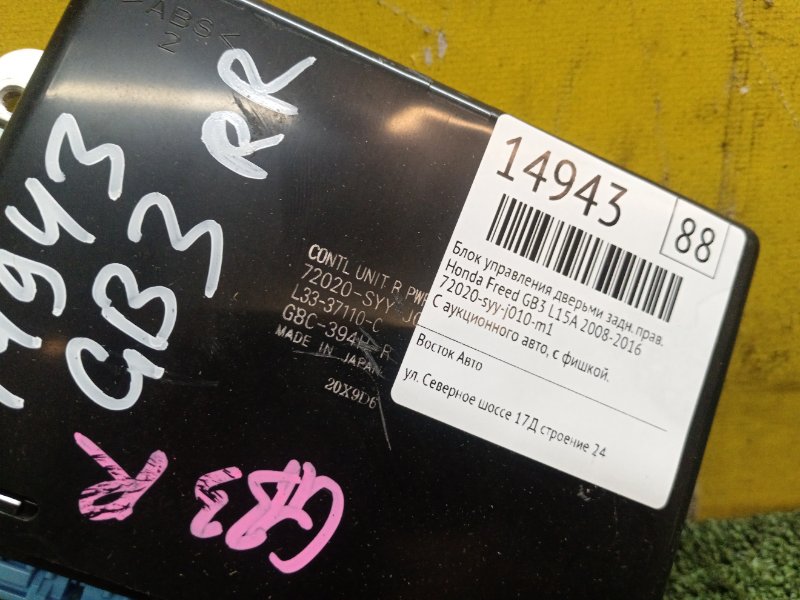 >ABS<
2
14943
GB3 RR
CONTL UNIT R PW
72020-SYY-JO
L33-37110-C
G8C-394 R
MADE IN JAPAN
20X9D6
R GB3
14943
88
Блок управления дверьми задн. прав.
Honda Freed GB3 L15A 2008-2016
72020-syy-j010-m1
С аукционного авто, с фишкой.
Восток Авто
ул. Северное шоссе 17Д строение 24